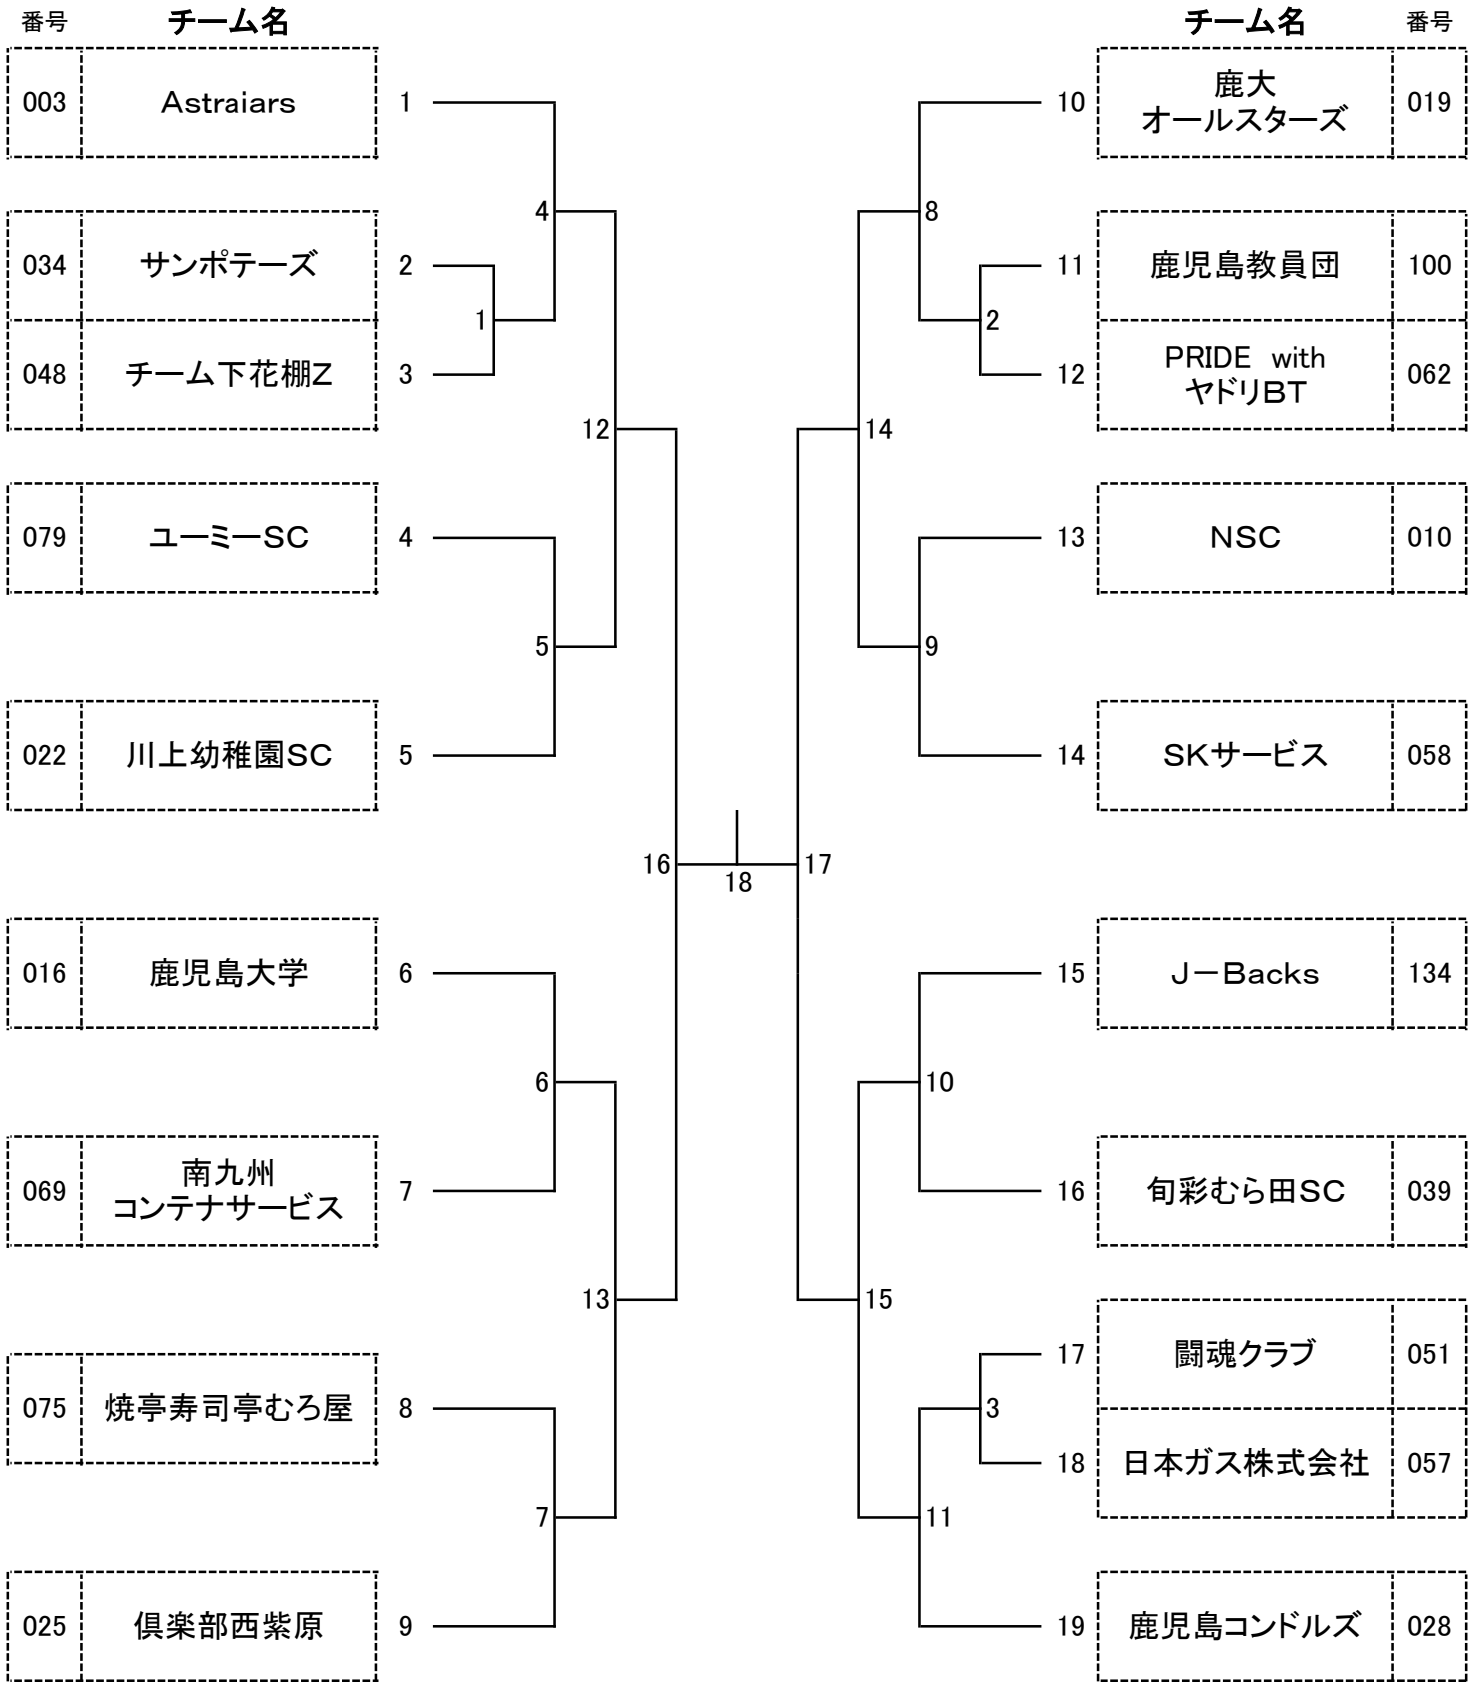 番号 チーム名 チーム名 番号
003 Astraiars 1 10 鹿大 019
オールスターズ
4 8
034 サンポテーズ 2 11 鹿児島教員団 100
1 2
048 チーム下花棚Z 3 12 PRIDE with 062
ヤドリBT
12 14
079 ユーミーSC 4 13 NSC 010
5 9
022 川上幼稚園SC 5 14 SKサービス 058
16 17
18
016 鹿児島大学 6 15 J－Backs 134
6 10
069 南九州 7 16 旬彩むら田SC 039
コンテナサービス
13 15
17 闘魂クラブ 051
075 焼亭寿司亭むろ屋 8 3
18 日本ガス株式会社 057
7 11
025 倶楽部西紫原 9 19 鹿児島コンドルズ 028